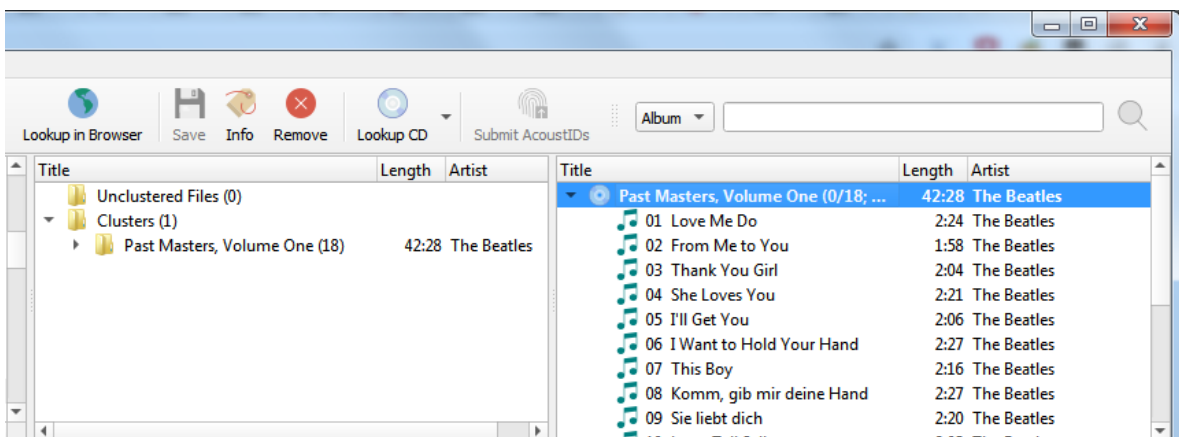 Lookup in Browser Save Info Remove Lookup CD Submit AcoustIDs Album
Title Length Artist
Unclustered Files (0)
Clusters (1)
Past Masters, Volume One (18) 42:28 The Beatles
Title Length Artist
Past Masters, Volume One (0/18; ... 42:28 The Beatles
01 Love Me Do 2:24 The Beatles
02 From Me to You 1:58 The Beatles
03 Thank You Girl 2:04 The Beatles
04 She Loves You 2:21 The Beatles
05 I'll Get You 2:06 The Beatles
06 I Want to Hold Your Hand 2:27 The Beatles
07 This Boy 2:16 The Beatles
08 Komm, gib mir deine Hand 2:27 The Beatles
09 Sie liebt dich 2:20 The Beatles